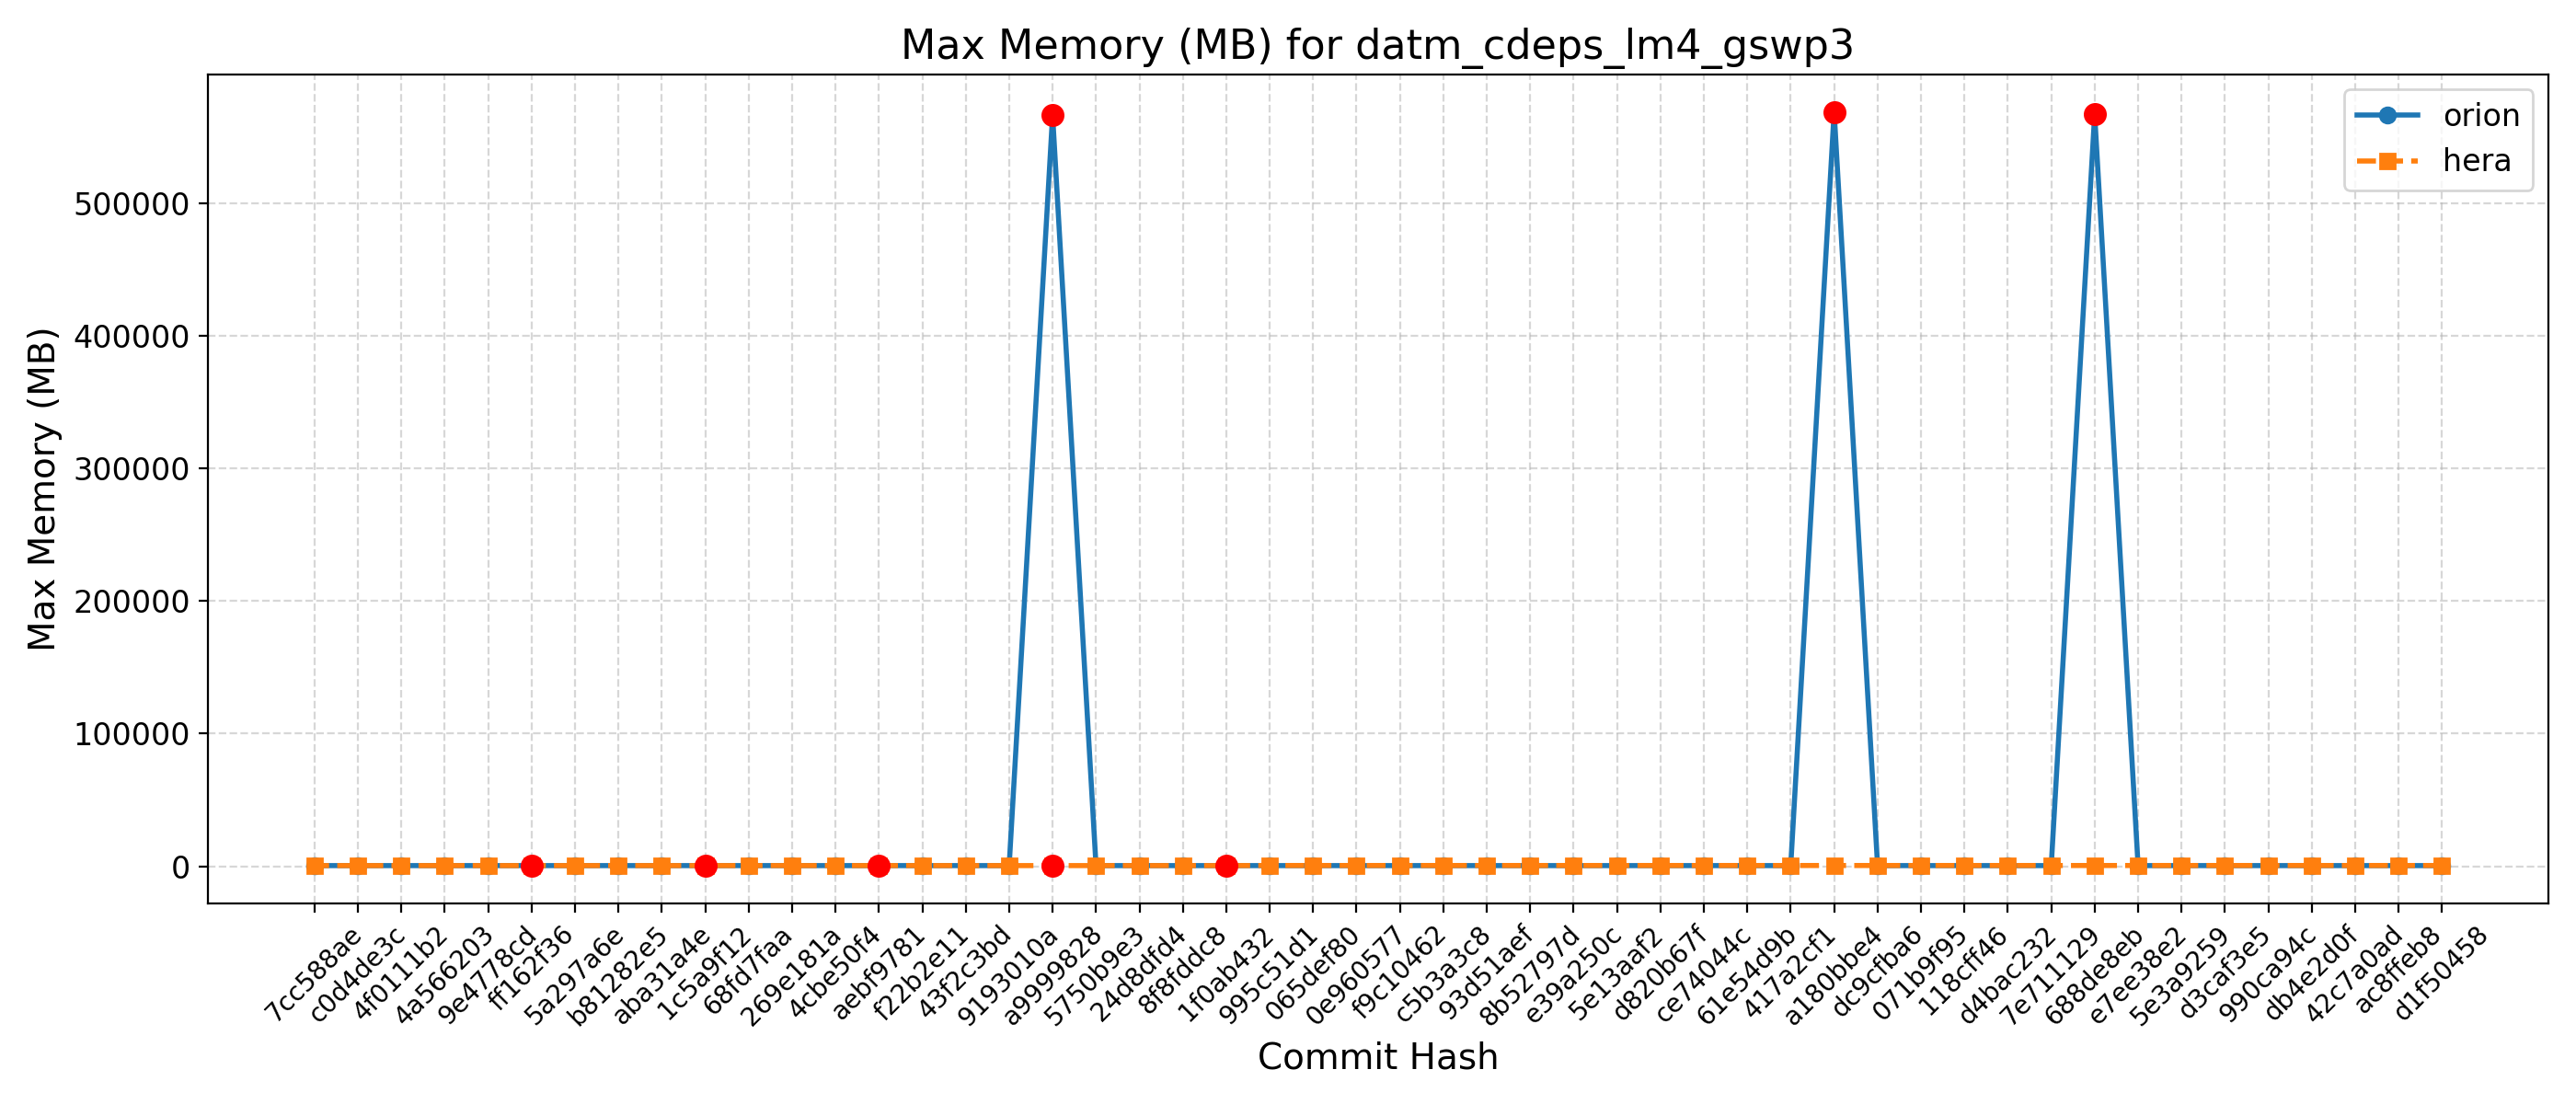 Max Memory (MB) for datm_cdeps_lm4_gswp3
orion
hera
Max Memory (MB)
500000
400000
300000
200000
100000
0
7cc588ae
c0d4de3c
4f0111b2
4a566203
9e4778cd
ff162f36
5a297a6e
b81282e5
aba31a4e
1c5a9f12
68fd7faa
269e181a
4cbe50f4
aebf9781
f22b2e11
43f2c3bd
9193010a
a9999828
5750b9e3
24d8dfd4
8f8fddc8
1f0ab432
995c51d1
065def80
0e960577
f9c10462
c5b3a3c8
93d51aef
8b52797d
e39a250c
5e13aaf2
d820b67f
ce74044c
61e54d9b
417a2cf1
a180bbe4
dc9cfba6
071b9f95
118cff46
d4bac232
7e711129
688de8eb
e7ee38e2
5e3a9259
d3caf3e5
990ca94c
db4e2d0f
42c7a0ad
ac8ffeb8
d1f50458
Commit Hash